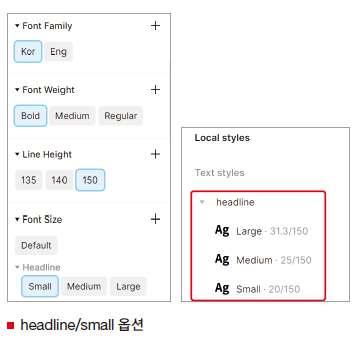 Font Family
Kor Eng
Font Weight
Bold Medium Regular
Line Height
135 140 150
Font Size
Default
Headline
Small Medium Large
Local styles
Text styles
headline
Ag Large · 31.3/150
Ag Medium · 25/150
Ag Small · 20/150
headline/small 옵션